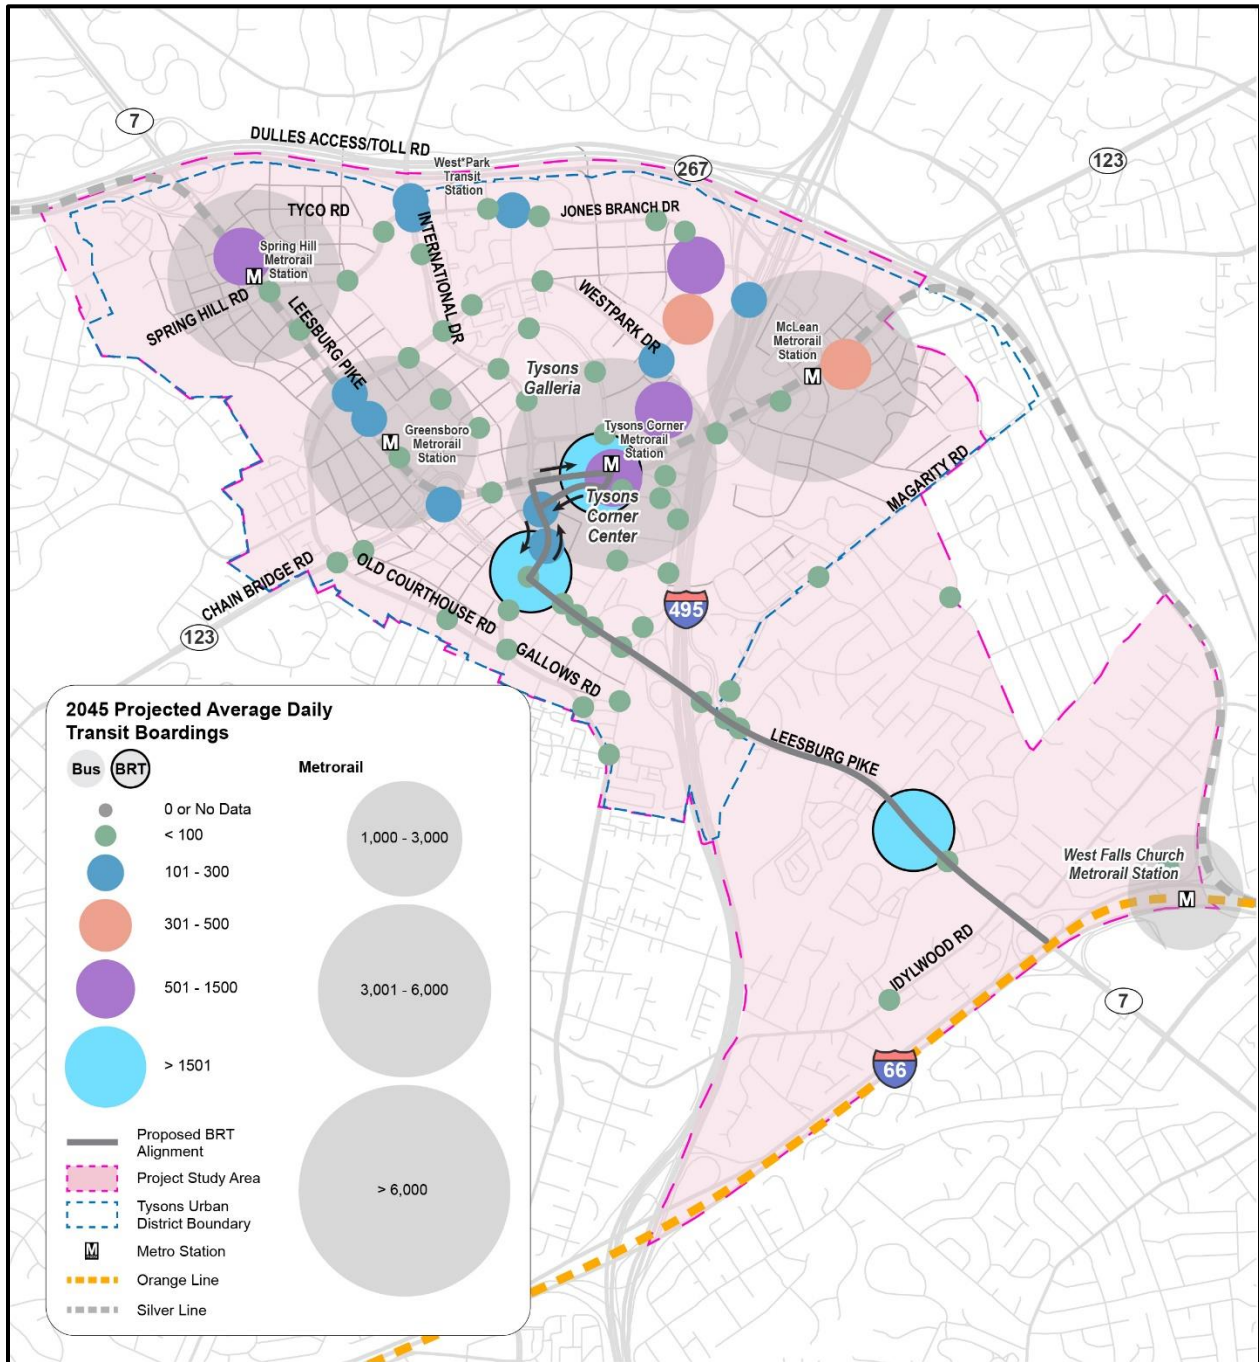 7
DULLES ACCESS/TOLL RD
267
123
West*Park
Transit
Station
TYCO RD
JONES BRANCH DR
INTERNATIONAL DR
Spring Hill
Metrorail
Station
M
SPRING HILL RD
LEESBURG PIKE
WESTPARK DR
McLean
Metrorail
Station
M
Tysons
Galleria
Greensboro
Metrorail
Station
M
Tysons Corner
Metrorail
Station
M
Tysons
Corner
Center
MAGARITY RD
CHAIN BRIDGE RD
OLD COURTHOUSE RD
123
495
GALLOWS RD
LEESBURG PIKE
West Falls Church
Metrorail Station
M
IDYLWOOD RD
7
66
2045 Projected Average Daily
Transit Boardings
Bus
BRT
Metrorail
0 or No Data
< 100
101 - 300
301 - 500
501 - 1500
> 1501
1,000 - 3,000
3,001 - 6,000
> 6,000
Proposed BRT
Alignment
Project Study Area
Tysons Urban
District Boundary
M
Metro Station
Orange Line
Silver Line